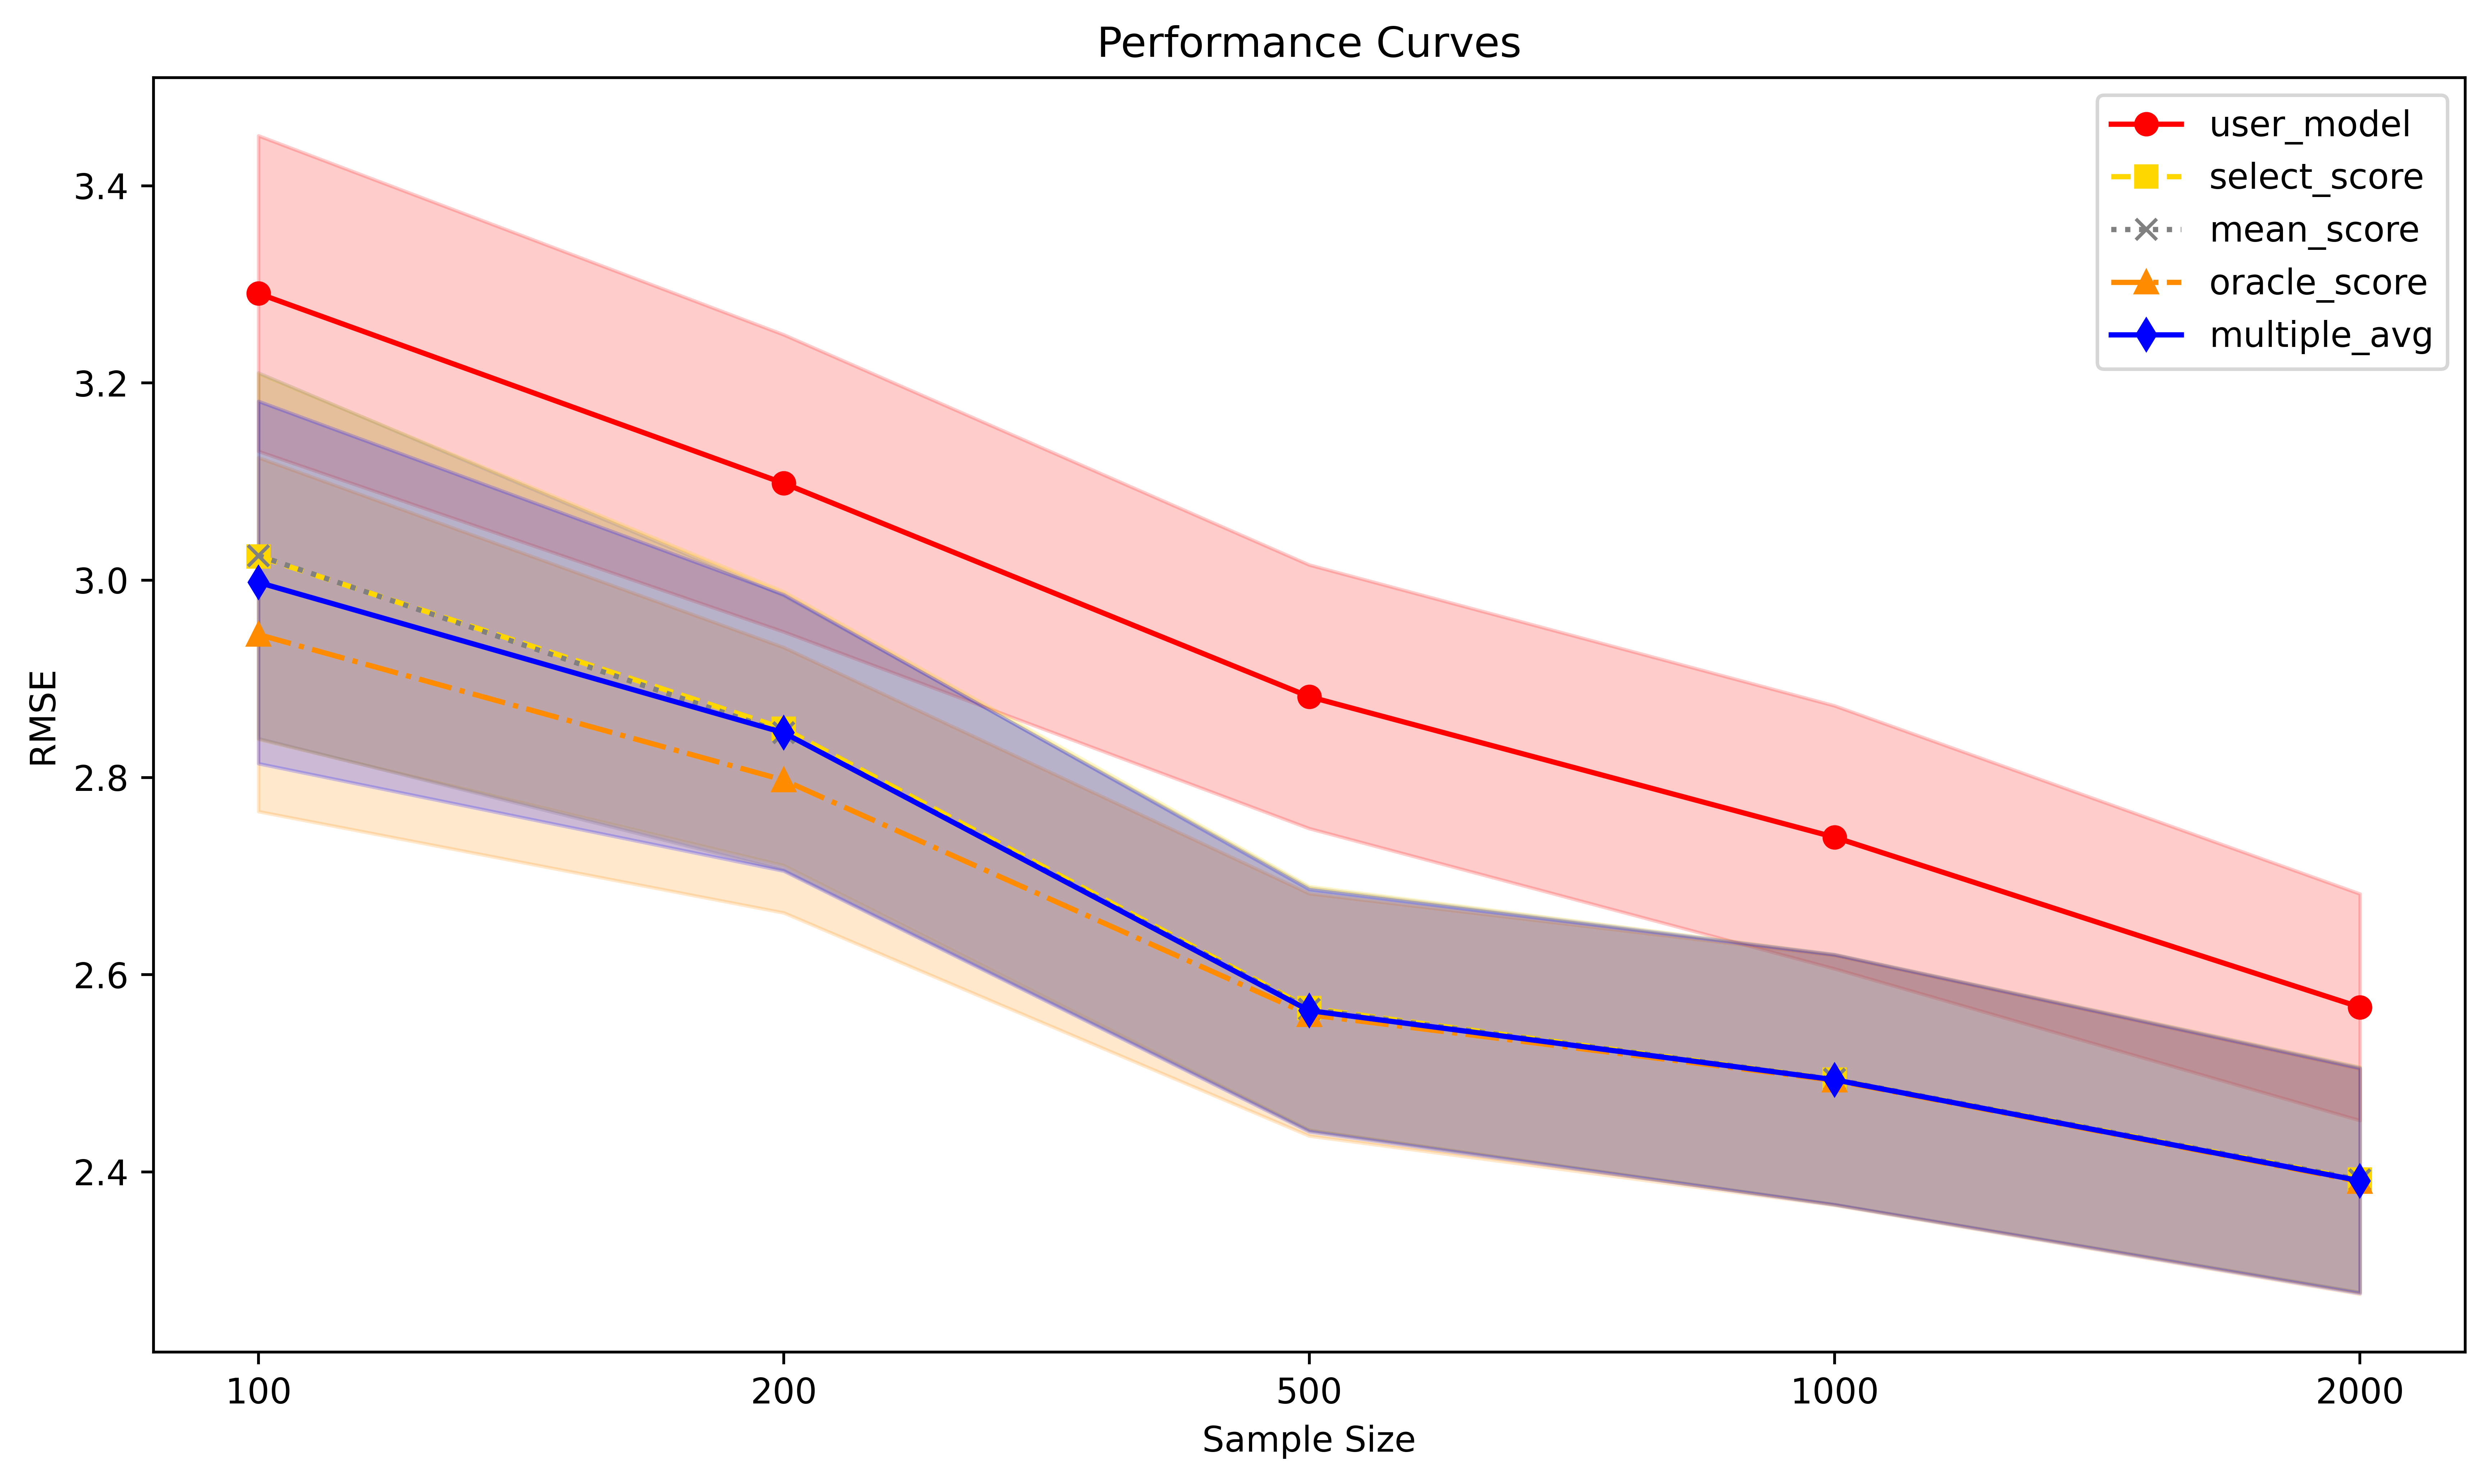 Performance Curves
user_model
select_score
mean_score
oracle_score
multiple_avg
RMSE
3.4
3.2
3.0
2.8
2.6
2.4
100 200 500 1000 2000
Sample Size